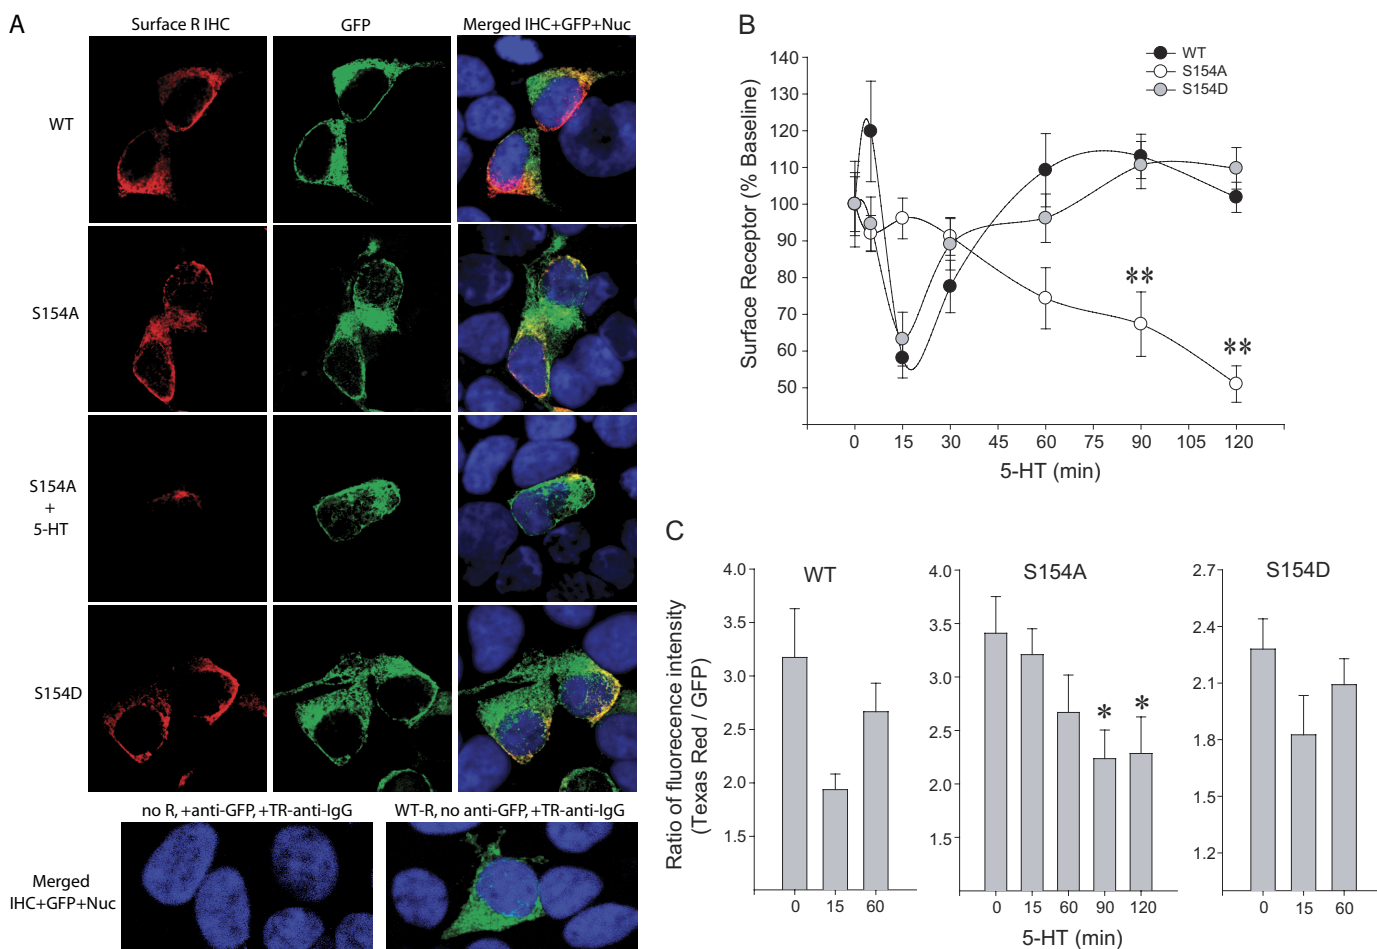 A
Surface R IHC
GFP
Merged IHC+GFP+Nuc
WT
S154A
S154A
+
5-HT
S154D
no R, +anti-GFP, +TR-anti-IgG
WT-R, no anti-GFP, +TR-anti-IgG
Merged
IHC+GFP+Nuc
B
WT
S154A
S154D
Surface Receptor (% Baseline)
140
130
120
110
100
90
80
70
60
50
**
**
0 15 30 45 60 75 90 105 120
5-HT (min)
C
Ratio of fluorecence intensity
(Texas Red / GFP)
WT
4.0
3.5
3.0
2.5
2.0
1.5
0 15 60
S154A
4.0
3.5
3.0
2.5
2.0
1.5
* *
0 15 60 90 120
S154D
2.7
2.4
2.1
1.8
1.5
1.2
0 15 60
5-HT (min)